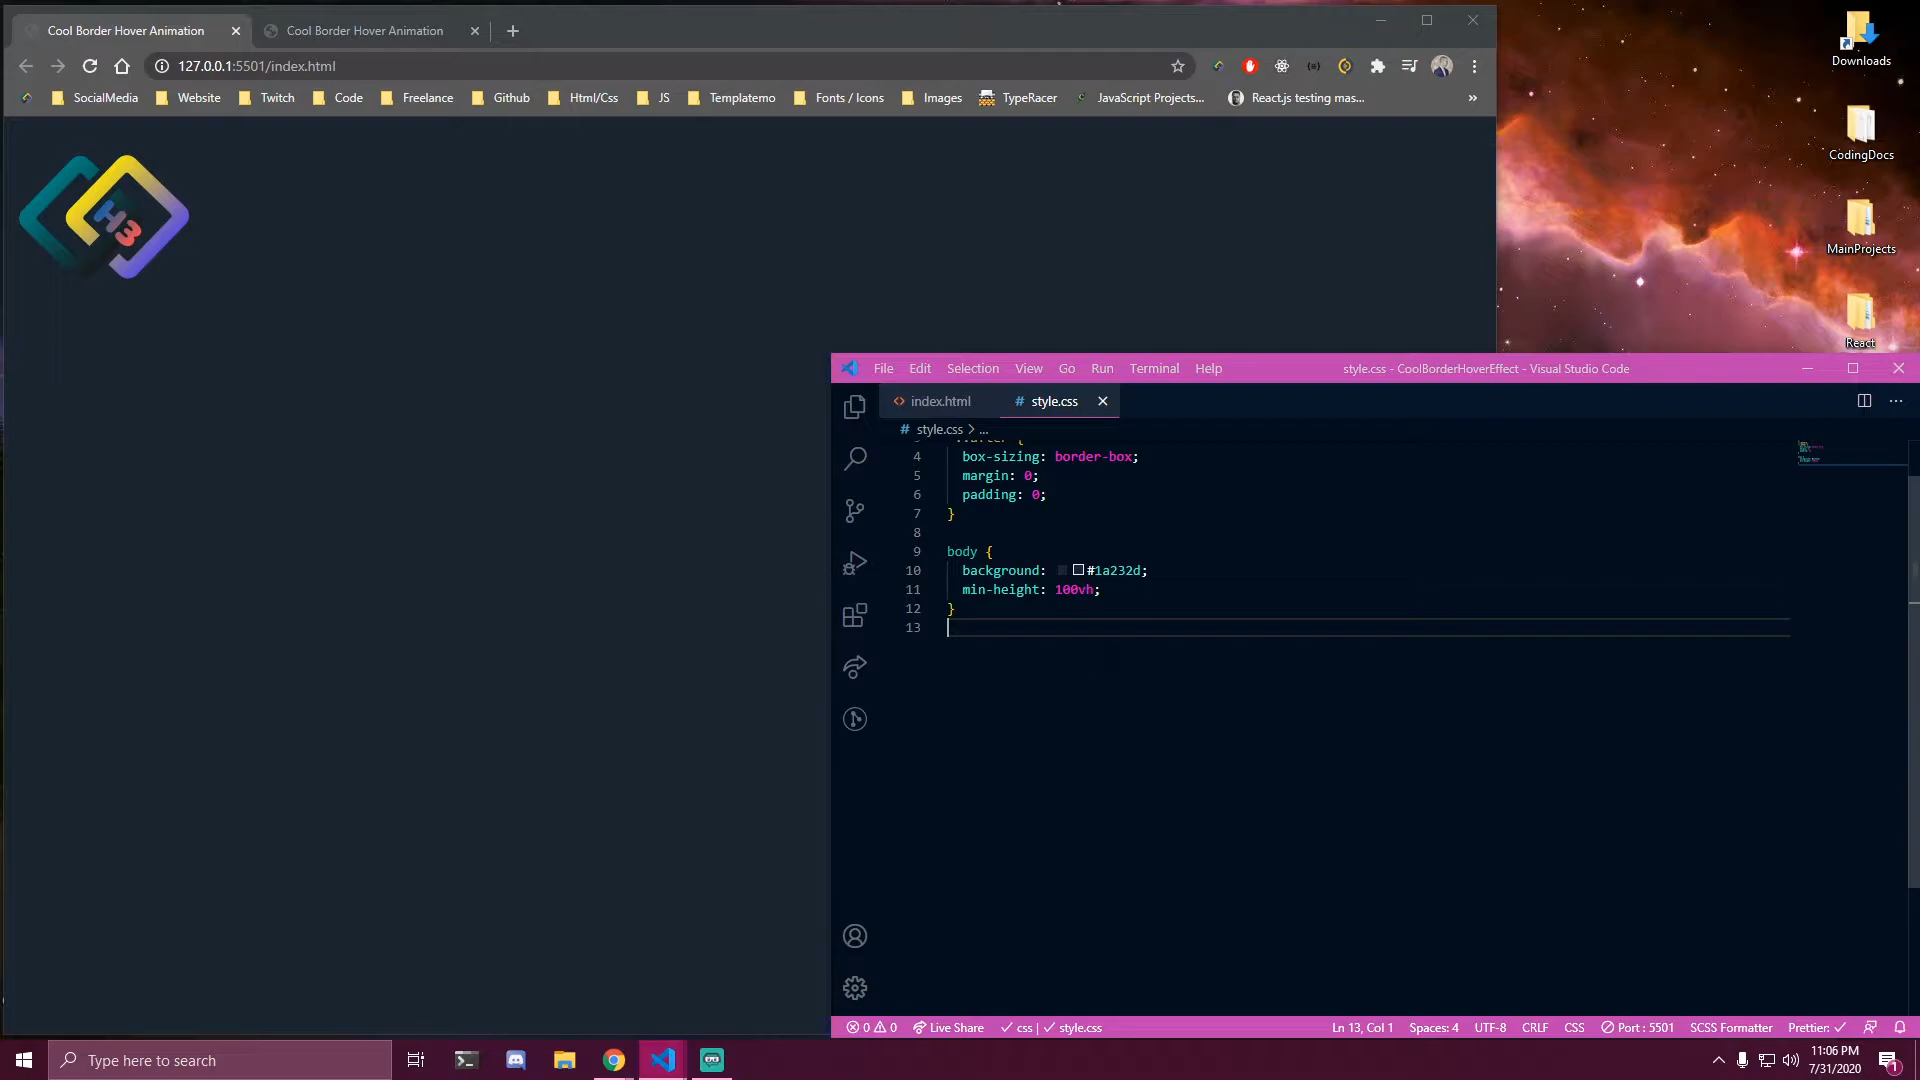 Cool Border Hover Animation
Cool Border Hover Animation
127.0.0.1:5501/index.html
SocialMedia Website Twitch Code Freelance Github Html/Css JS Templatemo Fonts / Icons Images TypeRacer JavaScript Projects... React.js testing mas... »
H3
Downloads
CodingDocs
MainProjects
React
File Edit Selection View Go Run Terminal Help style.css - CoolBorderHoverEffect - Visual Studio Code
index.html # style.css
# style.css > ...
4 box-sizing: border-box;
5 margin: 0;
6 padding: 0;
7 }
8
9 body {
10 background: #1a232d;
11 min-height: 100vh;
12 }
13
0 0 Live Share ✓ css | ✓ style.css Ln 13, Col 1 Spaces: 4 UTF-8 CRLF CSS Port : 5501 SCSS Formatter Prettier: ✓
Type here to search
11:06 PM
7/31/2020
1